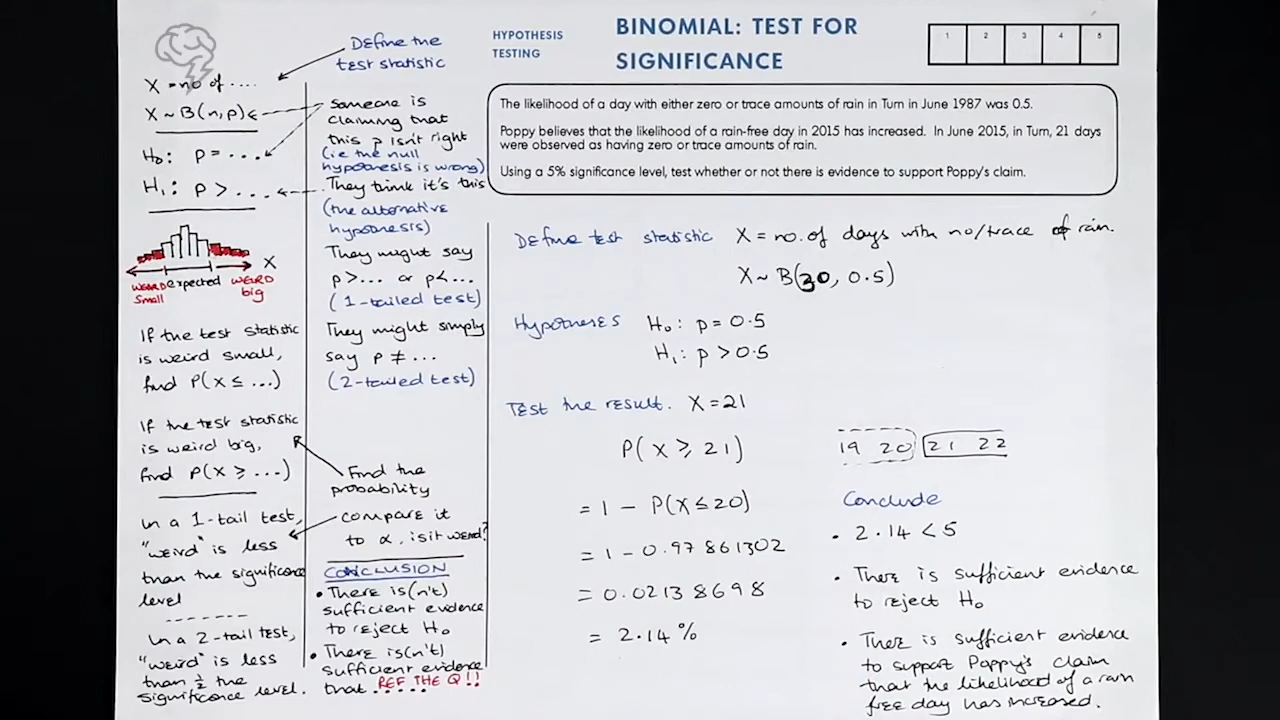 HYPOTHESIS
TESTING
BINOMIAL: TEST FOR
SIGNIFICANCE
1 2 3 4 5
The likelihood of a day with either zero or trace amounts of rain in Turn in June 1987 was 0.5.
Poppy believes that the likelihood of a rain-free day in 2015 has increased. In June 2015, in Turn, 21 days
were observed as having zero or trace amounts of rain.
Using a 5% significance level, test whether or not there is evidence to support Poppy's claim.
X = no of ....
X ~ B(n, p)
H₀: p = ....
H₁: p > ....
X
WEIRD small
expected
WEIRD big
If the test statistic
is weird small,
find P(X ≤ ...)
If the test statistic
is weird big,
find P(X ≥ ...)
In a 1-tail test,
"weird" is less
than the significance
level
In a 2-tail test,
"weird" is less
than ½ the
significance level.
Define the
test statistic
Someone is
claiming that
this p isn't right
(ie the null
hypothesis is wrong)
They think it's this
(the alternative
hypothesis)
They might say
p>... or p<...
(1-tailed test)
They might simply
say p ≠ ...
(2-tailed test)
Find the
probability
compare it
to α, is it weird?
CONCLUSION
• There is(n't)
sufficient evidence
to reject H₀
• There is(n't)
sufficient evidence
that ..... REF THE Q!!
Define test statistic X = no. of days with no/trace of rain.
X ~ B(30, 0.5)
Hypotheses H₀: p = 0.5
H₁: p > 0.5
Test the result. X = 21
P(X ≥ 21)
= 1 - P(X ≤ 20)
= 1 - 0.97861302
= 0.02138698
= 2.14%
19 20 21 22
Conclude
• 2.14 < 5
• There is sufficient evidence
to reject H₀
• There is sufficient evidence
to support Poppy's claim
that the likelihood of a rain
free day has increased.